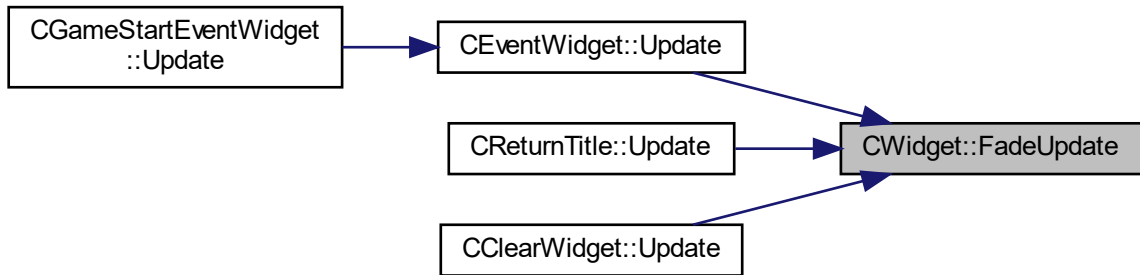 CGameStartEventWidget
::Update
CEventWidget::Update
CReturnTitle::Update
CWidget::FadeUpdate
CClearWidget::Update